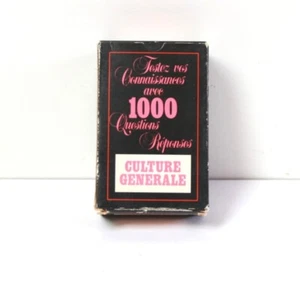 Testez vos
Connaissances
avec
1000
Questions
Réponses
CULTURE
GENERALE